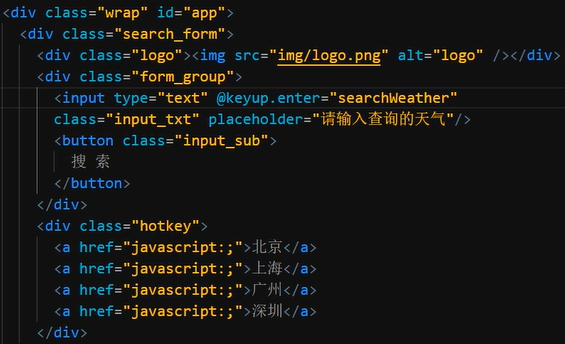 <div class="wrap" id="app">
<div class="search_form">
<div class="logo"><img src="img/logo.png" alt="logo" /></div>
<div class="form_group">
<input type="text" @keyup.enter="searchWeather"
class="input_txt" placeholder="请输入查询的天气"/>
<button class="input_sub">
搜 索
</button>
</div>
<div class="hotkey">
<a href="javascript:;">北京</a>
<a href="javascript:;">上海</a>
<a href="javascript:;">广州</a>
<a href="javascript:;">深圳</a>
</div>